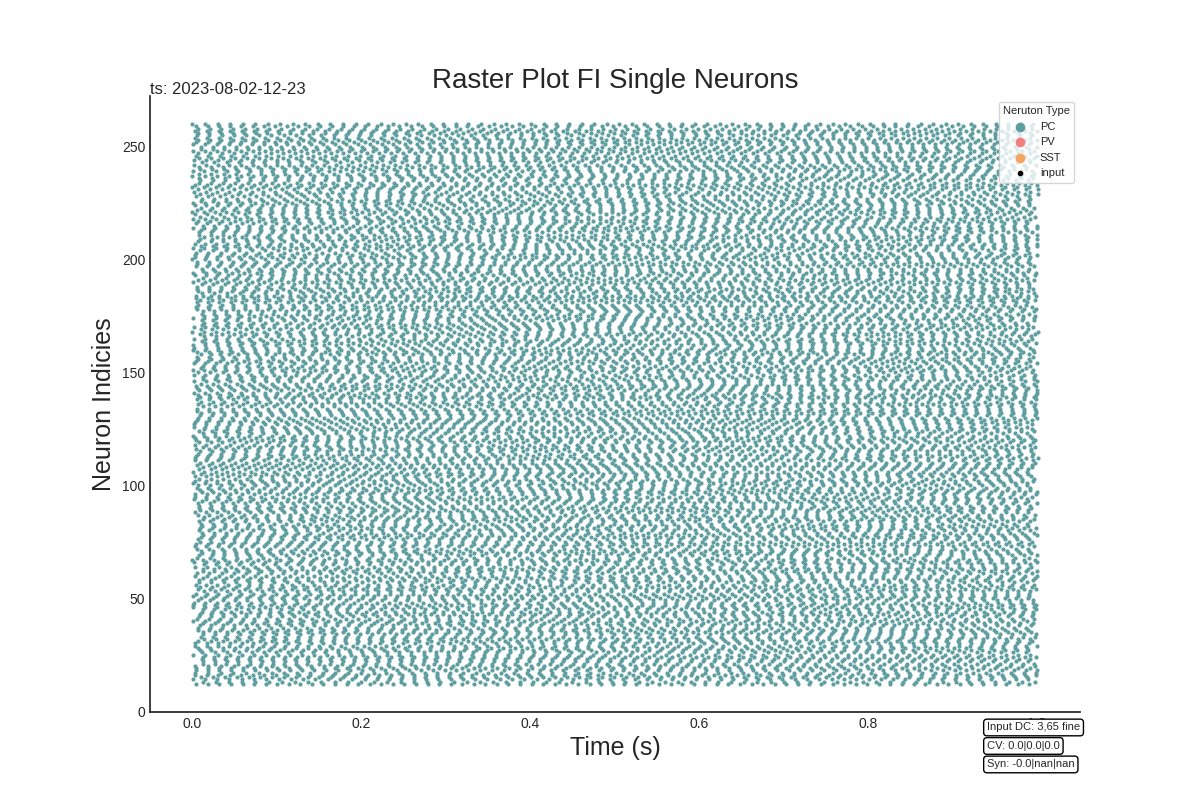 Raster Plot FI Single Neurons
ts: 2023-08-02-12-23
Neruton Type
PC
PV
SST
input
Neuron Indicies
250
200
150
100
50
0
0.0 0.2 0.4 0.6 0.8
Time (s)
Input DC: 3,65 fine
CV: 0.0|0.0|0.0
Syn: -0.0|nan|nan